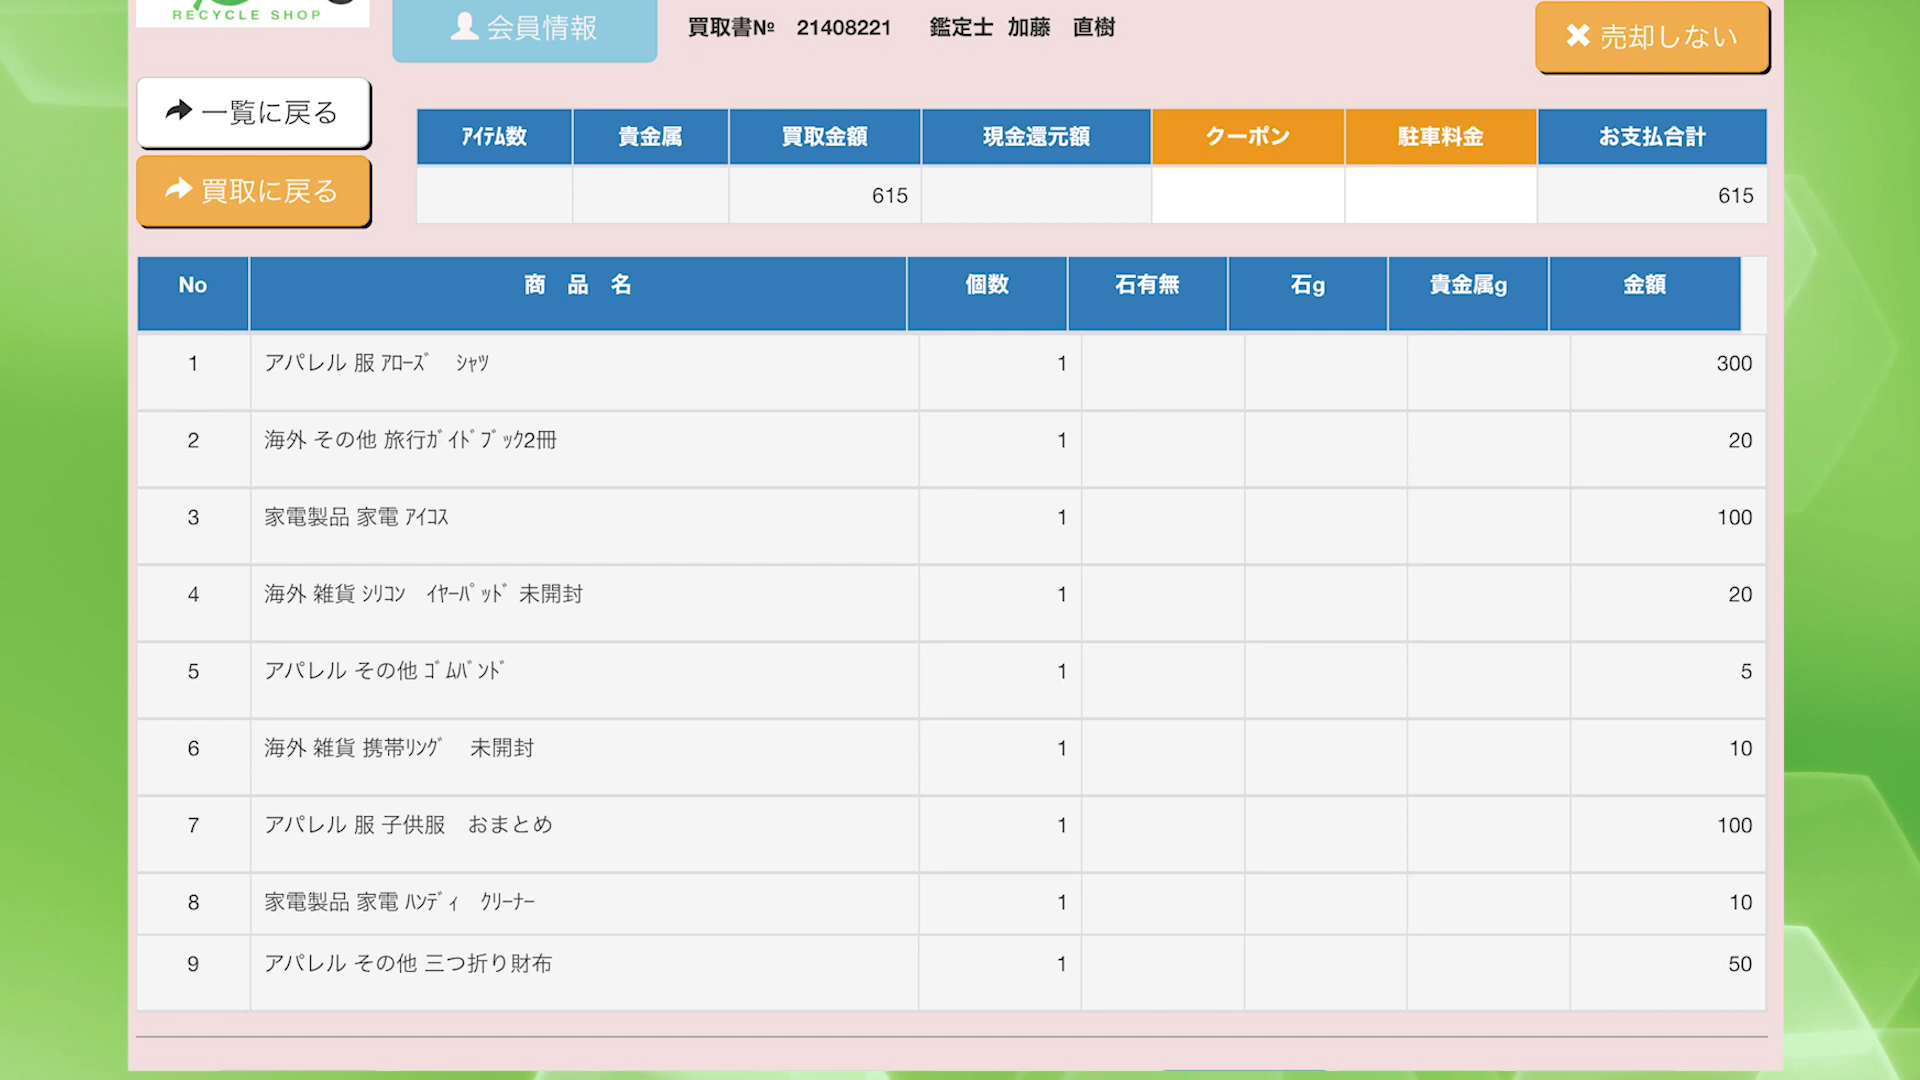 RECYCLE SHOP
会員情報
買取書№ 21408221 鑑定士 加藤 直樹
売却しない
一覧に戻る
買取に戻る
ｱｲﾃﾑ数 貴金属 買取金額 現金還元額 クーポン 駐車料金 お支払合計
615 615
No 商 品 名 個数 石有無 石g 貴金属g 金額
1 アパレル 服 ｱﾛｰｽﾞ ｼｬﾂ 1 300
2 海外 その他 旅行ｶﾞｲﾄﾞﾌﾞｯｸ2冊 1 20
3 家電製品 家電 ｱｲｺｽ 1 100
4 海外 雑貨 ｼﾘｺﾝ ｲﾔｰﾊﾟｯﾄﾞ 未開封 1 20
5 アパレル その他 ｺﾞﾑﾊﾞﾝﾄﾞ 1 5
6 海外 雑貨 携帯ﾘﾝｸﾞ 未開封 1 10
7 アパレル 服 子供服 おまとめ 1 100
8 家電製品 家電 ﾊﾝﾃﾞｨ ｸﾘｰﾅｰ 1 10
9 アパレル その他 三つ折り財布 1 50